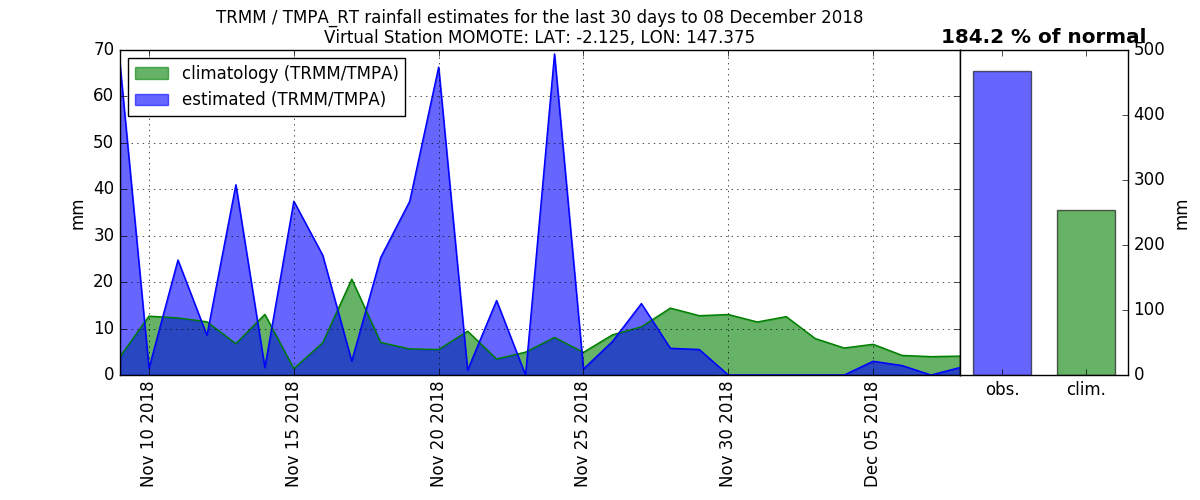 TRMM / TMPA_RT rainfall estimates for the last 30 days to 08 December 2018
Virtual Station MOMOTE: LAT: -2.125, LON: 147.375
184.2 % of normal
climatology (TRMM/TMPA)
estimated (TRMM/TMPA)
mm
70
60
50
40
30
20
10
0
Nov 10 2018
Nov 15 2018
Nov 20 2018
Nov 25 2018
Nov 30 2018
Dec 05 2018
500
400
300
200
100
0
mm
obs.
clim.